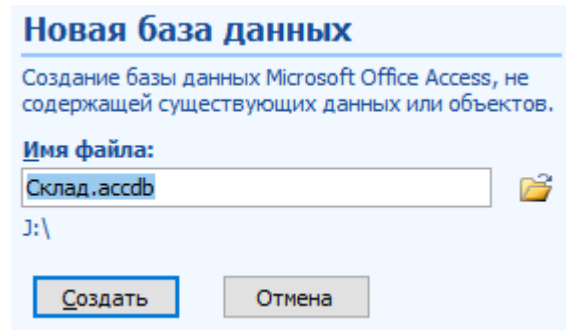 Новая база данных
Создание базы данных Microsoft Office Access, не
содержащей существующих данных или объектов.
Имя файла:
Склад.accdb
J:\
Создать
Отмена